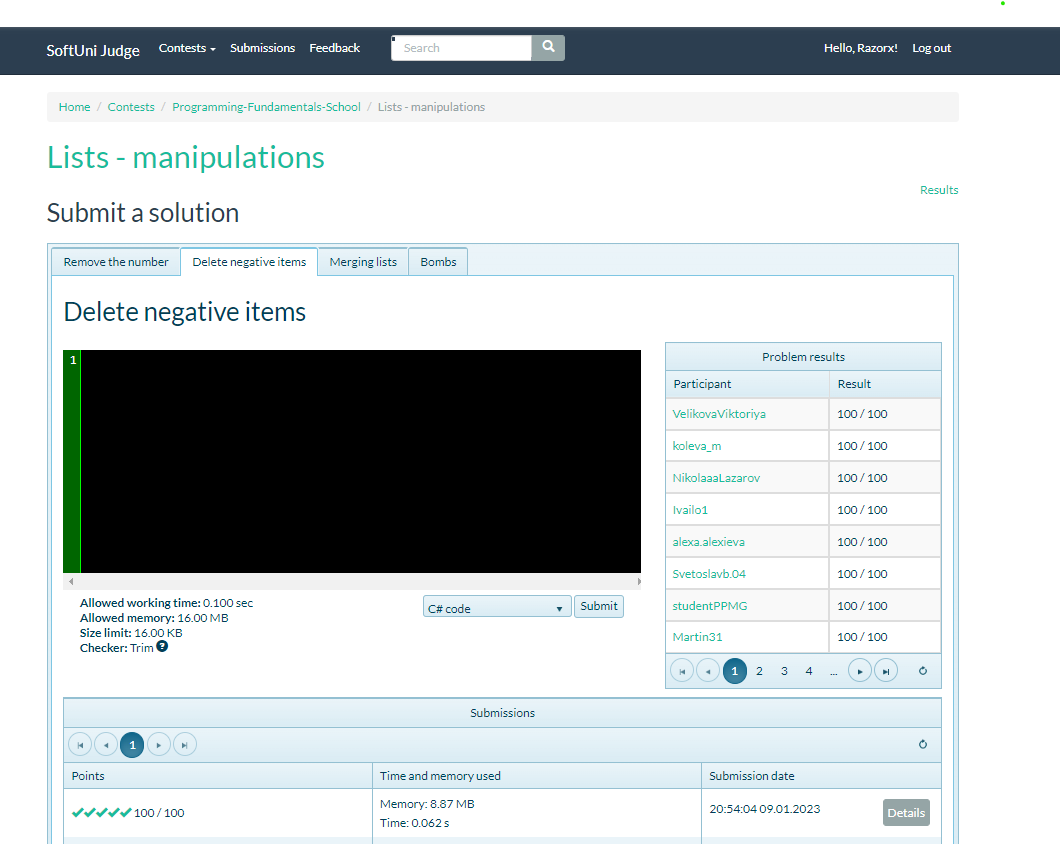 SoftUni Judge Contests Submissions Feedback Search Hello, Razorx! Log out
Home / Contests / Programming-Fundamentals-School / Lists - manipulations
Lists - manipulations
Results
Submit a solution
Remove the number Delete negative items Merging lists Bombs
Delete negative items
1
Allowed working time: 0.100 sec
Allowed memory: 16.00 MB
Size limit: 16.00 KB
Checker: Trim ?
C# code Submit
Problem results
Participant Result
VelikovaViktoriya 100 / 100
koleva_m 100 / 100
NikolaaaLazarov 100 / 100
Ivailo1 100 / 100
alexa.alexieva 100 / 100
Svetoslavb.04 100 / 100
studentPPMG 100 / 100
Martin31 100 / 100
1 2 3 4 ...
Submissions
1
Points Time and memory used Submission date
100 / 100 Memory: 8.87 MB 20:54:04 09.01.2023 Details
Time: 0.062 s